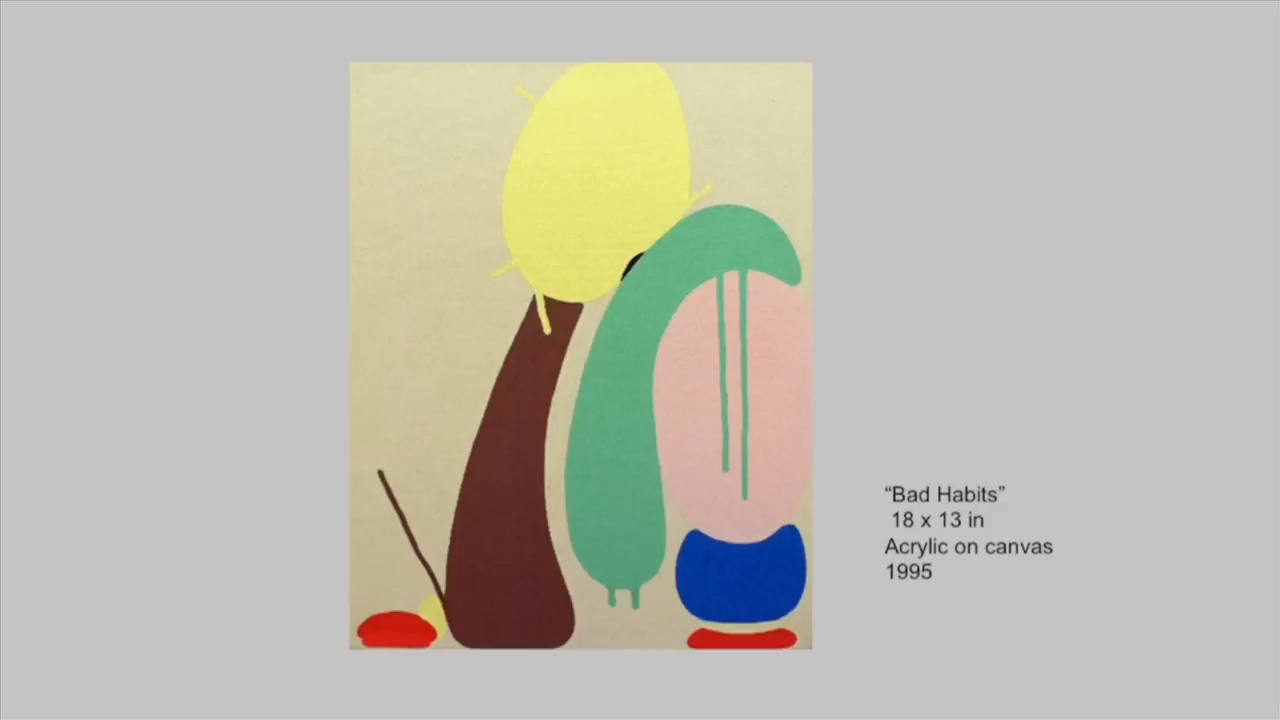 “Bad Habits”
18 x 13 in
Acrylic on canvas
1995